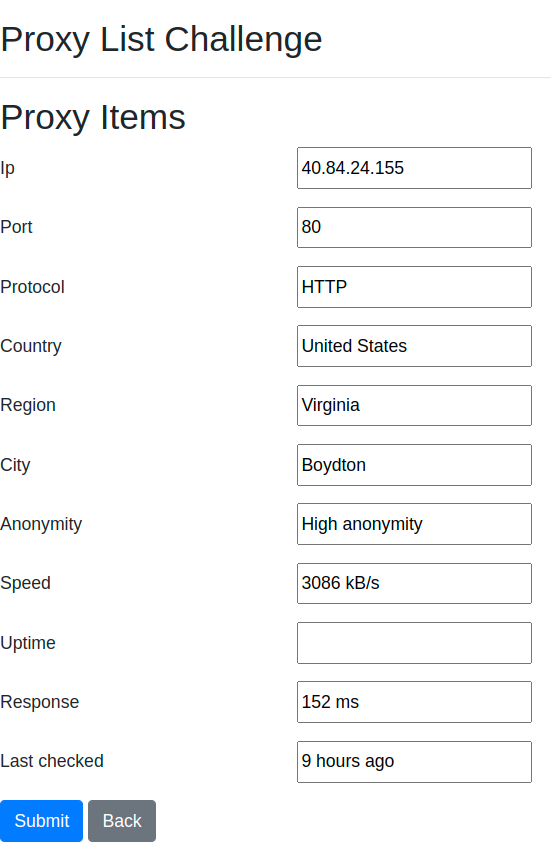 Proxy List Challenge
Proxy Items
Ip 40.84.24.155
Port 80
Protocol HTTP
Country United States
Region Virginia
City Boydton
Anonymity High anonymity
Speed 3086 kB/s
Uptime
Response 152 ms
Last checked 9 hours ago
Submit Back